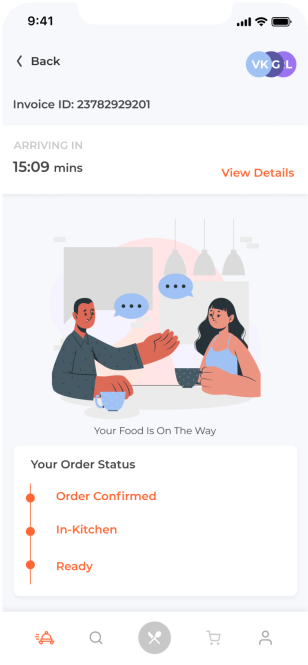 9:41
Back
VK G L
Invoice ID: 23782929201
ARRIVING IN
15:09 mins
View Details
Your Food Is On The Way
Your Order Status
Order Confirmed
In-Kitchen
Ready